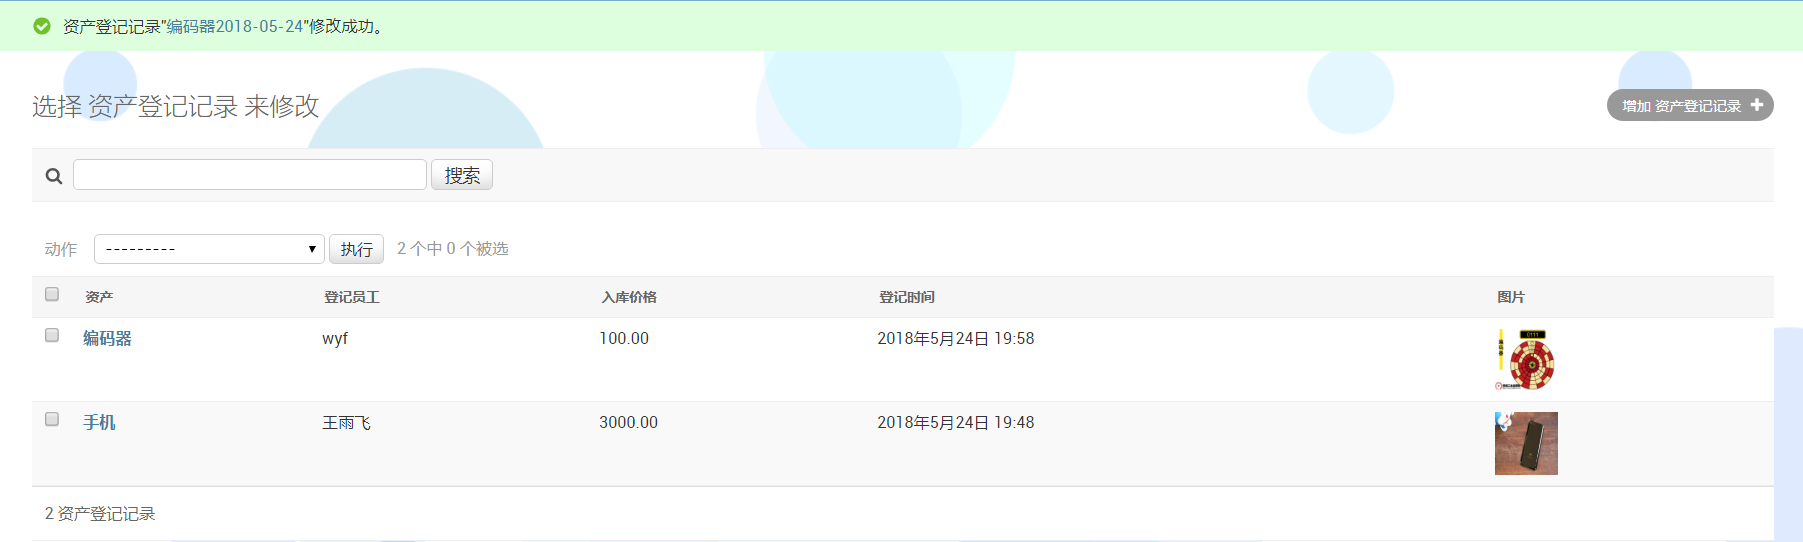 资产登记记录"编码器2018-05-24"修改成功。
选择 资产登记记录 来修改
增加 资产登记记录
搜索
动作 --------- 执行 2 个中 0 个被选
资产 登记员工 入库价格 登记时间 图片
编码器 wyf 100.00 2018年5月24日 19:58
编码器
手机 王雨飞 3000.00 2018年5月24日 19:48
2 资产登记记录